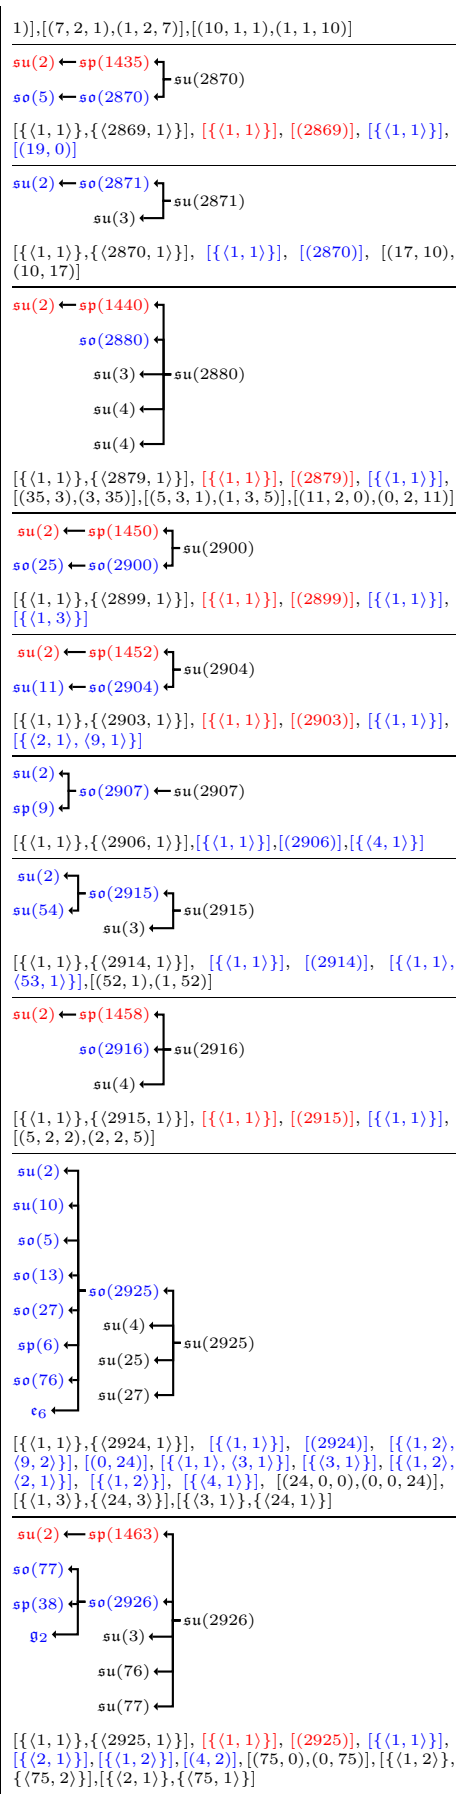 1)],[(7,2,1),(1,2,7)],[(10,1,1),(1,1,10)]
𝔰𝔲(2) 𝔰𝔭(1435)
𝔰𝔲(2870)
𝔰𝔬(5) 𝔰𝔬(2870)
[{⟨1, 1⟩},{⟨2869, 1⟩}], [{⟨1, 1⟩}], [(2869)], [{⟨1, 1⟩}],
[(19, 0)]
𝔰𝔲(2) 𝔰𝔬(2871)
𝔰𝔲(2871)
𝔰𝔲(3)
[{⟨1, 1⟩},{⟨2870, 1⟩}], [{⟨1, 1⟩}], [(2870)], [(17, 10),
(10, 17)]
𝔰𝔲(2) 𝔰𝔭(1440)
𝔰𝔬(2880)
𝔰𝔲(3) 𝔰𝔲(2880)
𝔰𝔲(4)
𝔰𝔲(4)
[{⟨1, 1⟩},{⟨2879, 1⟩}], [{⟨1, 1⟩}], [(2879)], [{⟨1, 1⟩}],
[(35, 3),(3, 35)],[(5, 3, 1),(1, 3, 5)],[(11, 2, 0),(0, 2, 11)]
𝔰𝔲(2) 𝔰𝔭(1450)
𝔰𝔲(2900)
𝔰𝔬(25) 𝔰𝔬(2900)
[{⟨1, 1⟩},{⟨2899, 1⟩}], [{⟨1, 1⟩}], [(2899)], [{⟨1, 1⟩}],
[{⟨1, 3⟩}]
𝔰𝔲(2) 𝔰𝔭(1452)
𝔰𝔲(2904)
𝔰𝔲(11) 𝔰𝔬(2904)
[{⟨1, 1⟩},{⟨2903, 1⟩}], [{⟨1, 1⟩}], [(2903)], [{⟨1, 1⟩}],
[{⟨2, 1⟩, ⟨9, 1⟩}]
𝔰𝔲(2)
𝔰𝔬(2907) 𝔰𝔲(2907)
𝔰𝔭(9)
[{⟨1, 1⟩},{⟨2906, 1⟩}],[{⟨1, 1⟩}],[(2906)],[{⟨4, 1⟩}]
𝔰𝔲(2)
𝔰𝔬(2915)
𝔰𝔲(54) 𝔰𝔲(2915)
𝔰𝔲(3)
[{⟨1, 1⟩},{⟨2914, 1⟩}], [{⟨1, 1⟩}], [(2914)], [{⟨1, 1⟩,
⟨53, 1⟩}],[(52, 1),(1, 52)]
𝔰𝔲(2) 𝔰𝔭(1458)
𝔰𝔬(2916) 𝔰𝔲(2916)
𝔰𝔲(4)
[{⟨1, 1⟩},{⟨2915, 1⟩}], [{⟨1, 1⟩}], [(2915)], [{⟨1, 1⟩}],
[(5, 2, 2),(2, 2, 5)]
𝔰𝔲(2)
𝔰𝔲(10)
𝔰𝔬(5)
𝔰𝔬(13)
𝔰𝔬(2925)
𝔰𝔬(27)
𝔰𝔲(4)
𝔰𝔲(2925)
𝔰𝔭(6)
𝔰𝔲(25)
𝔰𝔬(76)
𝔰𝔲(27)
𝔢₆
[{⟨1, 1⟩},{⟨2924, 1⟩}], [{⟨1, 1⟩}], [(2924)], [{⟨1, 2⟩,
⟨9, 2⟩}], [(0, 24)], [{⟨1, 1⟩, ⟨3, 1⟩}], [{⟨3, 1⟩}], [{⟨1, 2⟩,
⟨2, 1⟩}], [{⟨1, 2⟩}], [{⟨4, 1⟩}], [(24, 0, 0),(0, 0, 24)],
[{⟨1, 3⟩},{⟨24, 3⟩}],[{⟨3, 1⟩},{⟨24, 1⟩}]
𝔰𝔲(2) 𝔰𝔭(1463)
𝔰𝔬(77)
𝔰𝔭(38) 𝔰𝔬(2926)
𝔰𝔲(2926)
𝔤₂ 𝔰𝔲(3)
𝔰𝔲(76)
𝔰𝔲(77)
[{⟨1, 1⟩},{⟨2925, 1⟩}], [{⟨1, 1⟩}], [(2925)], [{⟨1, 1⟩}],
[{⟨2, 1⟩}],[{⟨1, 2⟩}],[(4, 2)],[(75, 0),(0, 75)],[{⟨1, 2⟩},
{⟨75, 2⟩}],[{⟨2, 1⟩},{⟨75, 1⟩}]